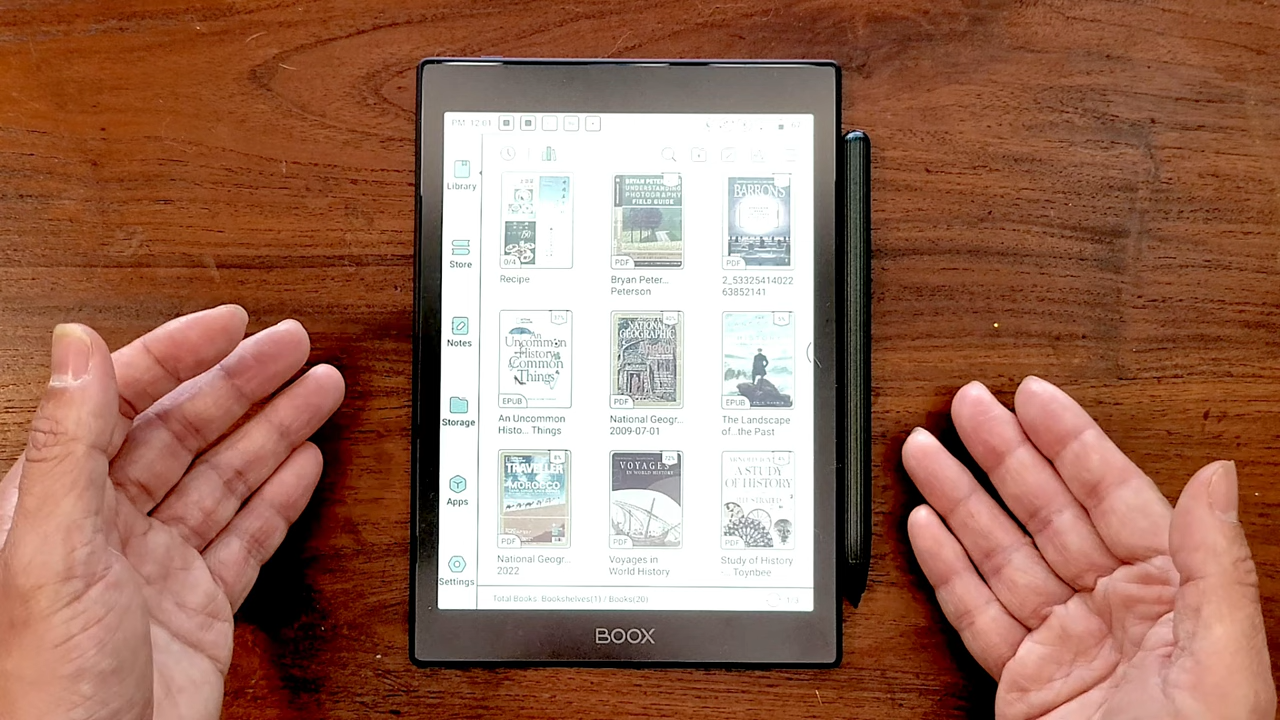 PM 12:01
Library
Store
Notes
Storage
Apps
Settings
0/4
Recipe
BRYAN PETERSON
UNDERSTANDING
PHOTOGRAPHY
FIELD GUIDE
PDF
Bryan Peter...
Peterson
BARRON'S
PDF
2_53325414022
63852141
An
Uncommon
History of
Common
Things
EPUB
An Uncommon
Histo... Things
NATIONAL
GEOGRAPHIC
Angkor
PDF
National Geogr...
2009-07-01
EPUB
The Landscape
of...the Past
8%
TRAVELLER
MOROCCO
PDF
National Geogr...
2022
72%
VOYAGES
IN WORLD HISTORY
PDF
Voyages in
World History
A STUDY
OF HISTORY
ILLUSTRATED
PDF
Study of History
-... Toynbee
Total Books: Bookshelves(1) / Books(20)
BOOX